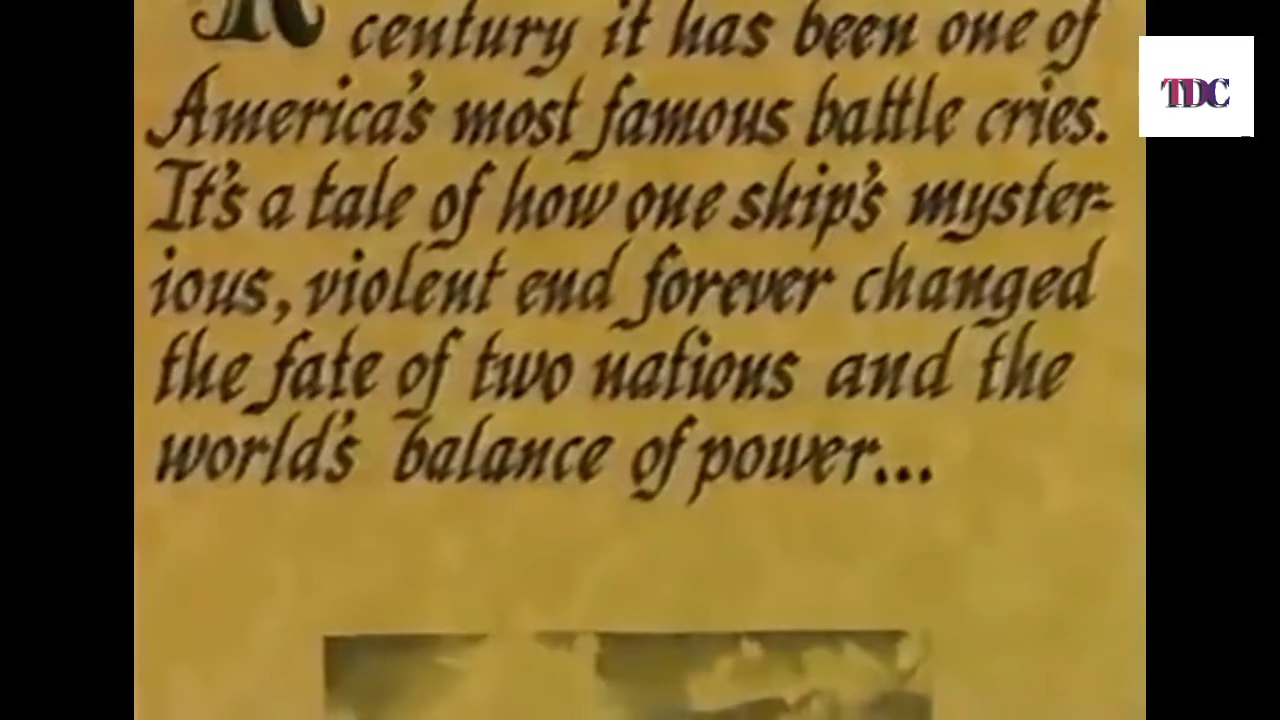 century it has been one of
America's most famous battle cries.
It's a tale of how one ship's myster-
ious, violent end forever changed
the fate of two nations and the
world's balance of power...
TDC